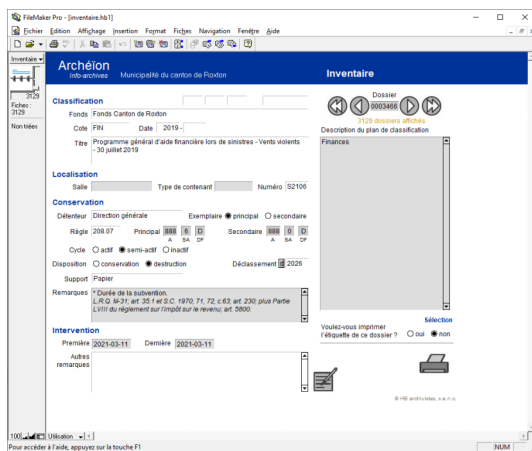 FileMaker Pro - [inventaire.hb1]
Eichier Edition Affichage Insertion Format Fiches Navigation Fenêtre Aide
Inventaire
3129
Fiches :
3129
Non triées
Archéïon
Info-archives Municipalité du canton de Roxton
Inventaire
Classification
Fonds Fonds Canton de Roxton
Cote FIN Date 2019 -
Titre Programme général d'aide financière lors de sinistres - Vents violents
- 30 juillet 2019
Localisation
Salle Type de contenant Numéro S2106
Conservation
Détenteur Direction générale Exemplaire principal secondaire
Règle 208.07 Principal 888 6 D Secondaire 888 0 D
A SA DF A SA DF
Cycle actif semi-actif inactif
Disposition conservation destruction Déclassement d 2026
Support Papier
Remarques * Durée de la subvention.
L.R.Q. M-31; art. 35.1 et S.C. 1970, 71, 72, c.63; art. 230; plus Partie
LVIII du règlement sur l'impôt sur le revenu; art. 5800.
Intervention
Première 2021-03-11 Dernière 2021-03-11
Autres
remarques
Dossier
0003466
3129 dossiers affichés
Description du plan de classification
Finances
Sélection
Voulez-vous imprimer
l'étiquette de ce dossier ? oui non
© HB archivistes, s.e.n.c.
100 Utilisation
Pour accéder à l'aide, appuyez sur la touche F1
NUM